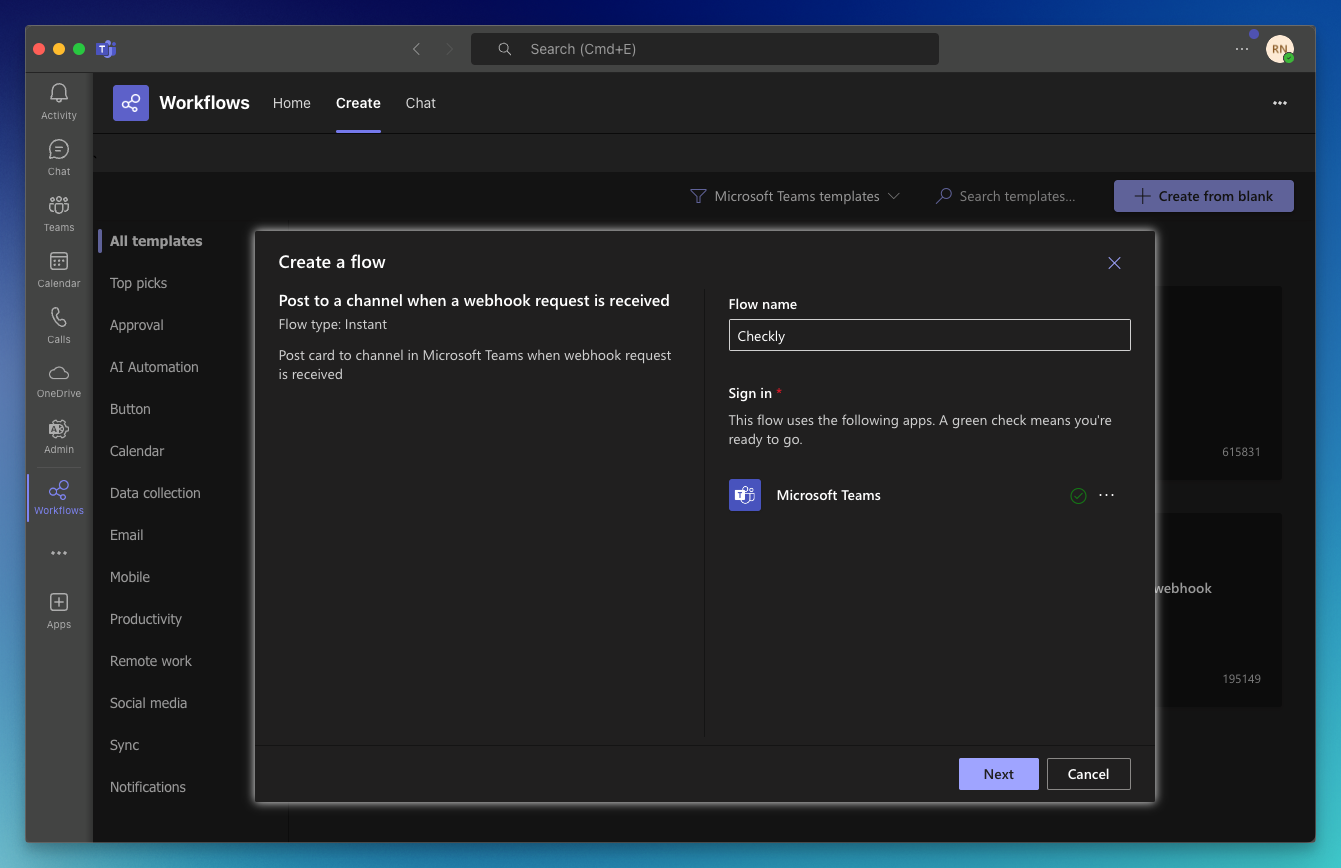 Search (Cmd+E)
RN
Activity
Chat
Teams
Calendar
Calls
OneDrive
Admin
Workflows
Apps
Workflows
Home
Create
Chat
Microsoft Teams templates
Search templates...
Create from blank
All templates
Top picks
Approval
AI Automation
Button
Calendar
Data collection
Email
Mobile
Productivity
Remote work
Social media
Sync
Notifications
Create a flow
Post to a channel when a webhook request is received
Flow type: Instant
Post card to channel in Microsoft Teams when webhook request
is received
Flow name
Checkly
Sign in *
This flow uses the following apps. A green check means you're
ready to go.
Microsoft Teams
Next
Cancel
615831
webhook
195149